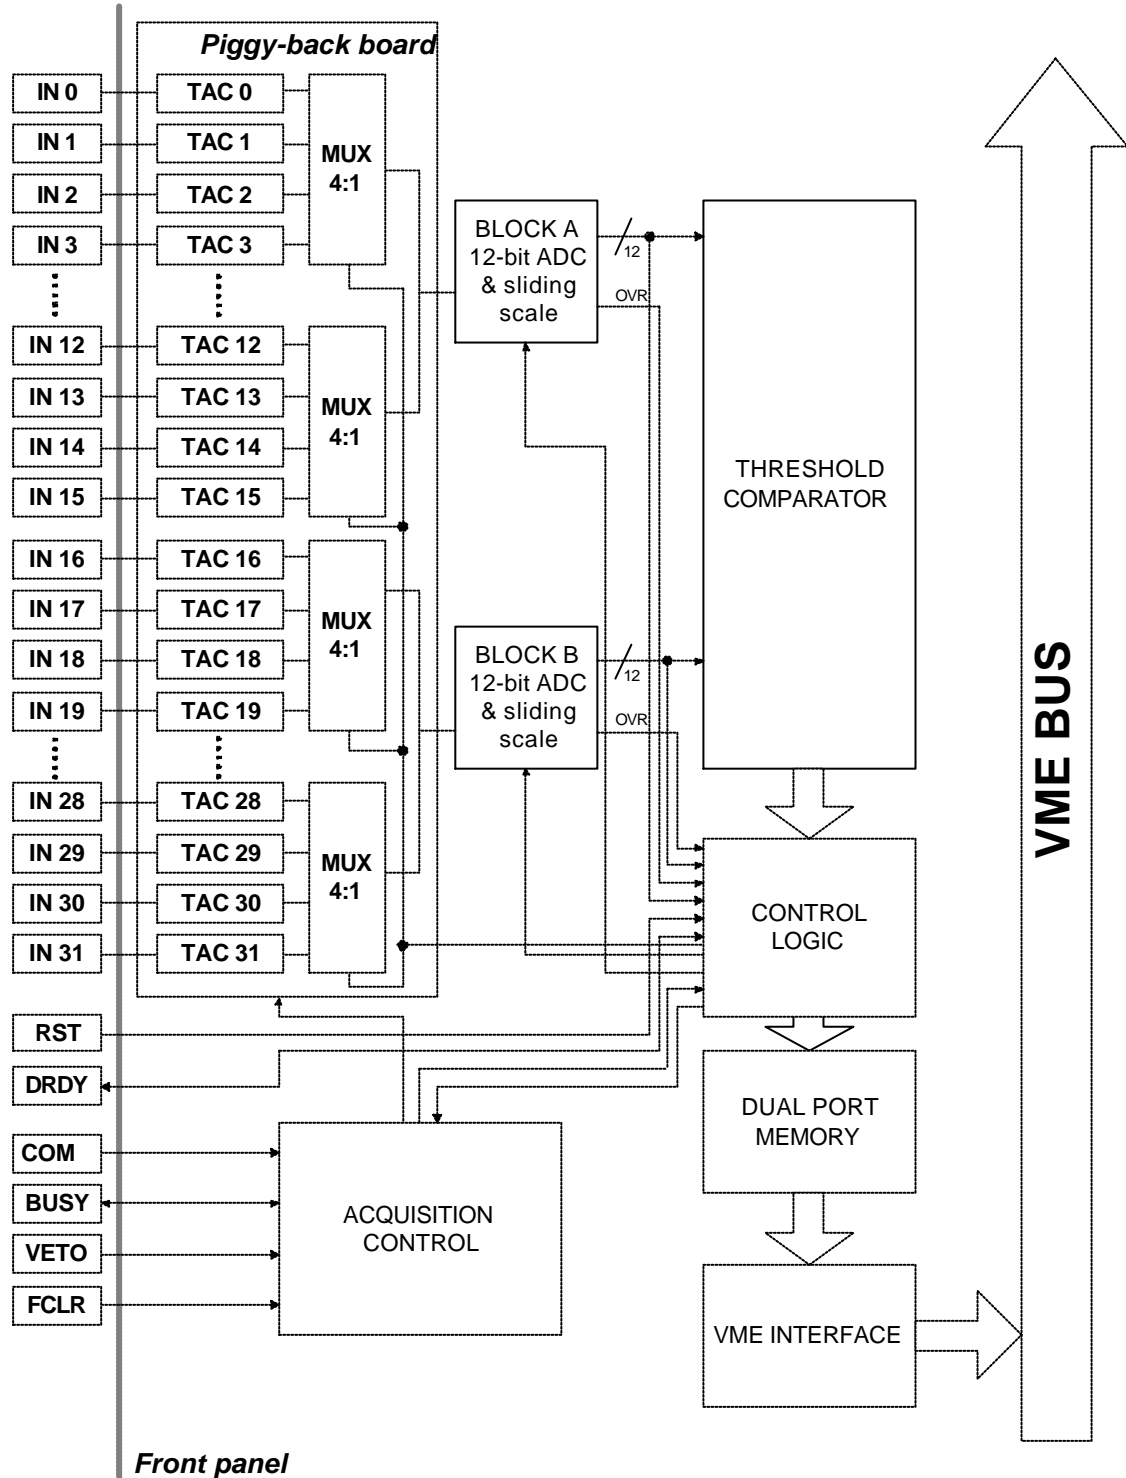 Piggy-back board
IN 0
TAC 0
IN 1
TAC 1
IN 2
TAC 2
IN 3
TAC 3
MUX
4:1
IN 12
TAC 12
IN 13
TAC 13
IN 14
TAC 14
IN 15
TAC 15
MUX
4:1
IN 16
TAC 16
IN 17
TAC 17
IN 18
TAC 18
IN 19
TAC 19
MUX
4:1
IN 28
TAC 28
IN 29
TAC 29
IN 30
TAC 30
IN 31
TAC 31
MUX
4:1
BLOCK A
12-bit ADC
& sliding
scale
12
OVR
BLOCK B
12-bit ADC
& sliding
scale
12
OVR
THRESHOLD
COMPARATOR
CONTROL
LOGIC
DUAL PORT
MEMORY
VME INTERFACE
VME BUS
RST
DRDY
COM
BUSY
VETO
FCLR
ACQUISITION
CONTROL
Front panel